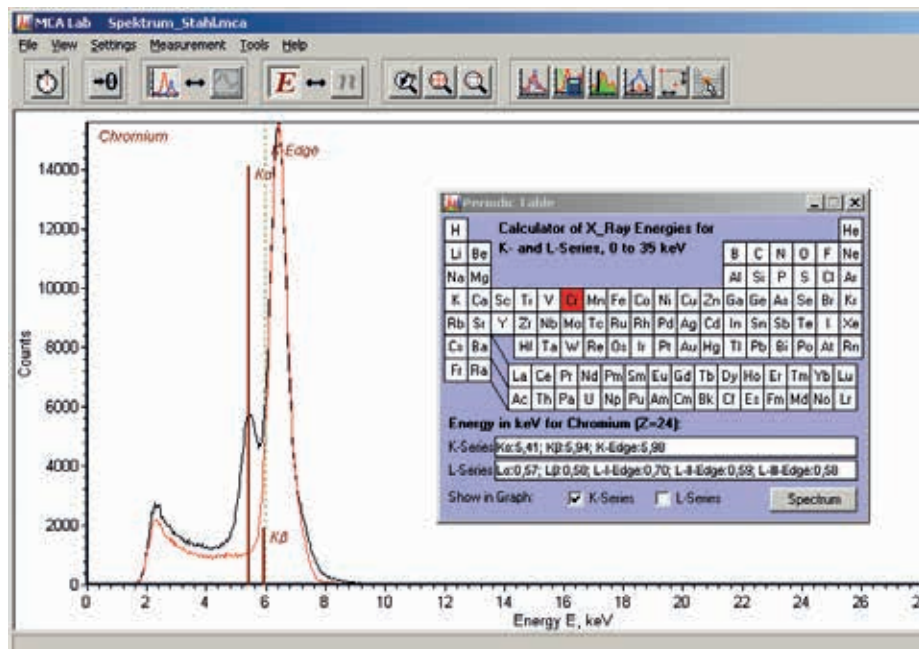 MCA Lab Spektrum_Stahl.mca
File View Settings Measurement Tools Help
→0 E ↔ n
Chromium
K-Edge
Kα
Kβ
14000
12000
10000
8000
6000
4000
2000
0
Counts
0 2 4 6 8 10 12 14 16 18 20 22 24 26 28
Energy E, keV
Periodic Table
Calculator of X_Ray Energies for
K- and L-Series, 0 to 35 keV
H He
Li Be B C N O F Ne
Na Mg Al Si P S Cl Ar
K Ca Sc Ti V Cr Mn Fe Co Ni Cu Zn Ga Ge As Se Br Kr
Rb Sr Y Zr Nb Mo Tc Ru Rh Pd Ag Cd In Sn Sb Te I Xe
Cs Ba Hf Ta W Re Os Ir Pt Au Hg Tl Pb Bi Po At Rn
Fr Ra
La Ce Pr Nd Pm Sm Eu Gd Tb Dy Ho Er Tm Yb Lu
Ac Th Pa U Np Pu Am Cm Bk Cf Es Fm Md No Lr
Energy in keV for Chromium (Z=24):
K-Series Kα:5,41; Kβ:5,94; K-Edge:5,98
L-Series Lα:0,57; Lβ:0,58; L-I-Edge:0,70; L-II-Edge:0,59; L-III-Edge:0,58
Show in Graph: K-Series L-Series Spectrum